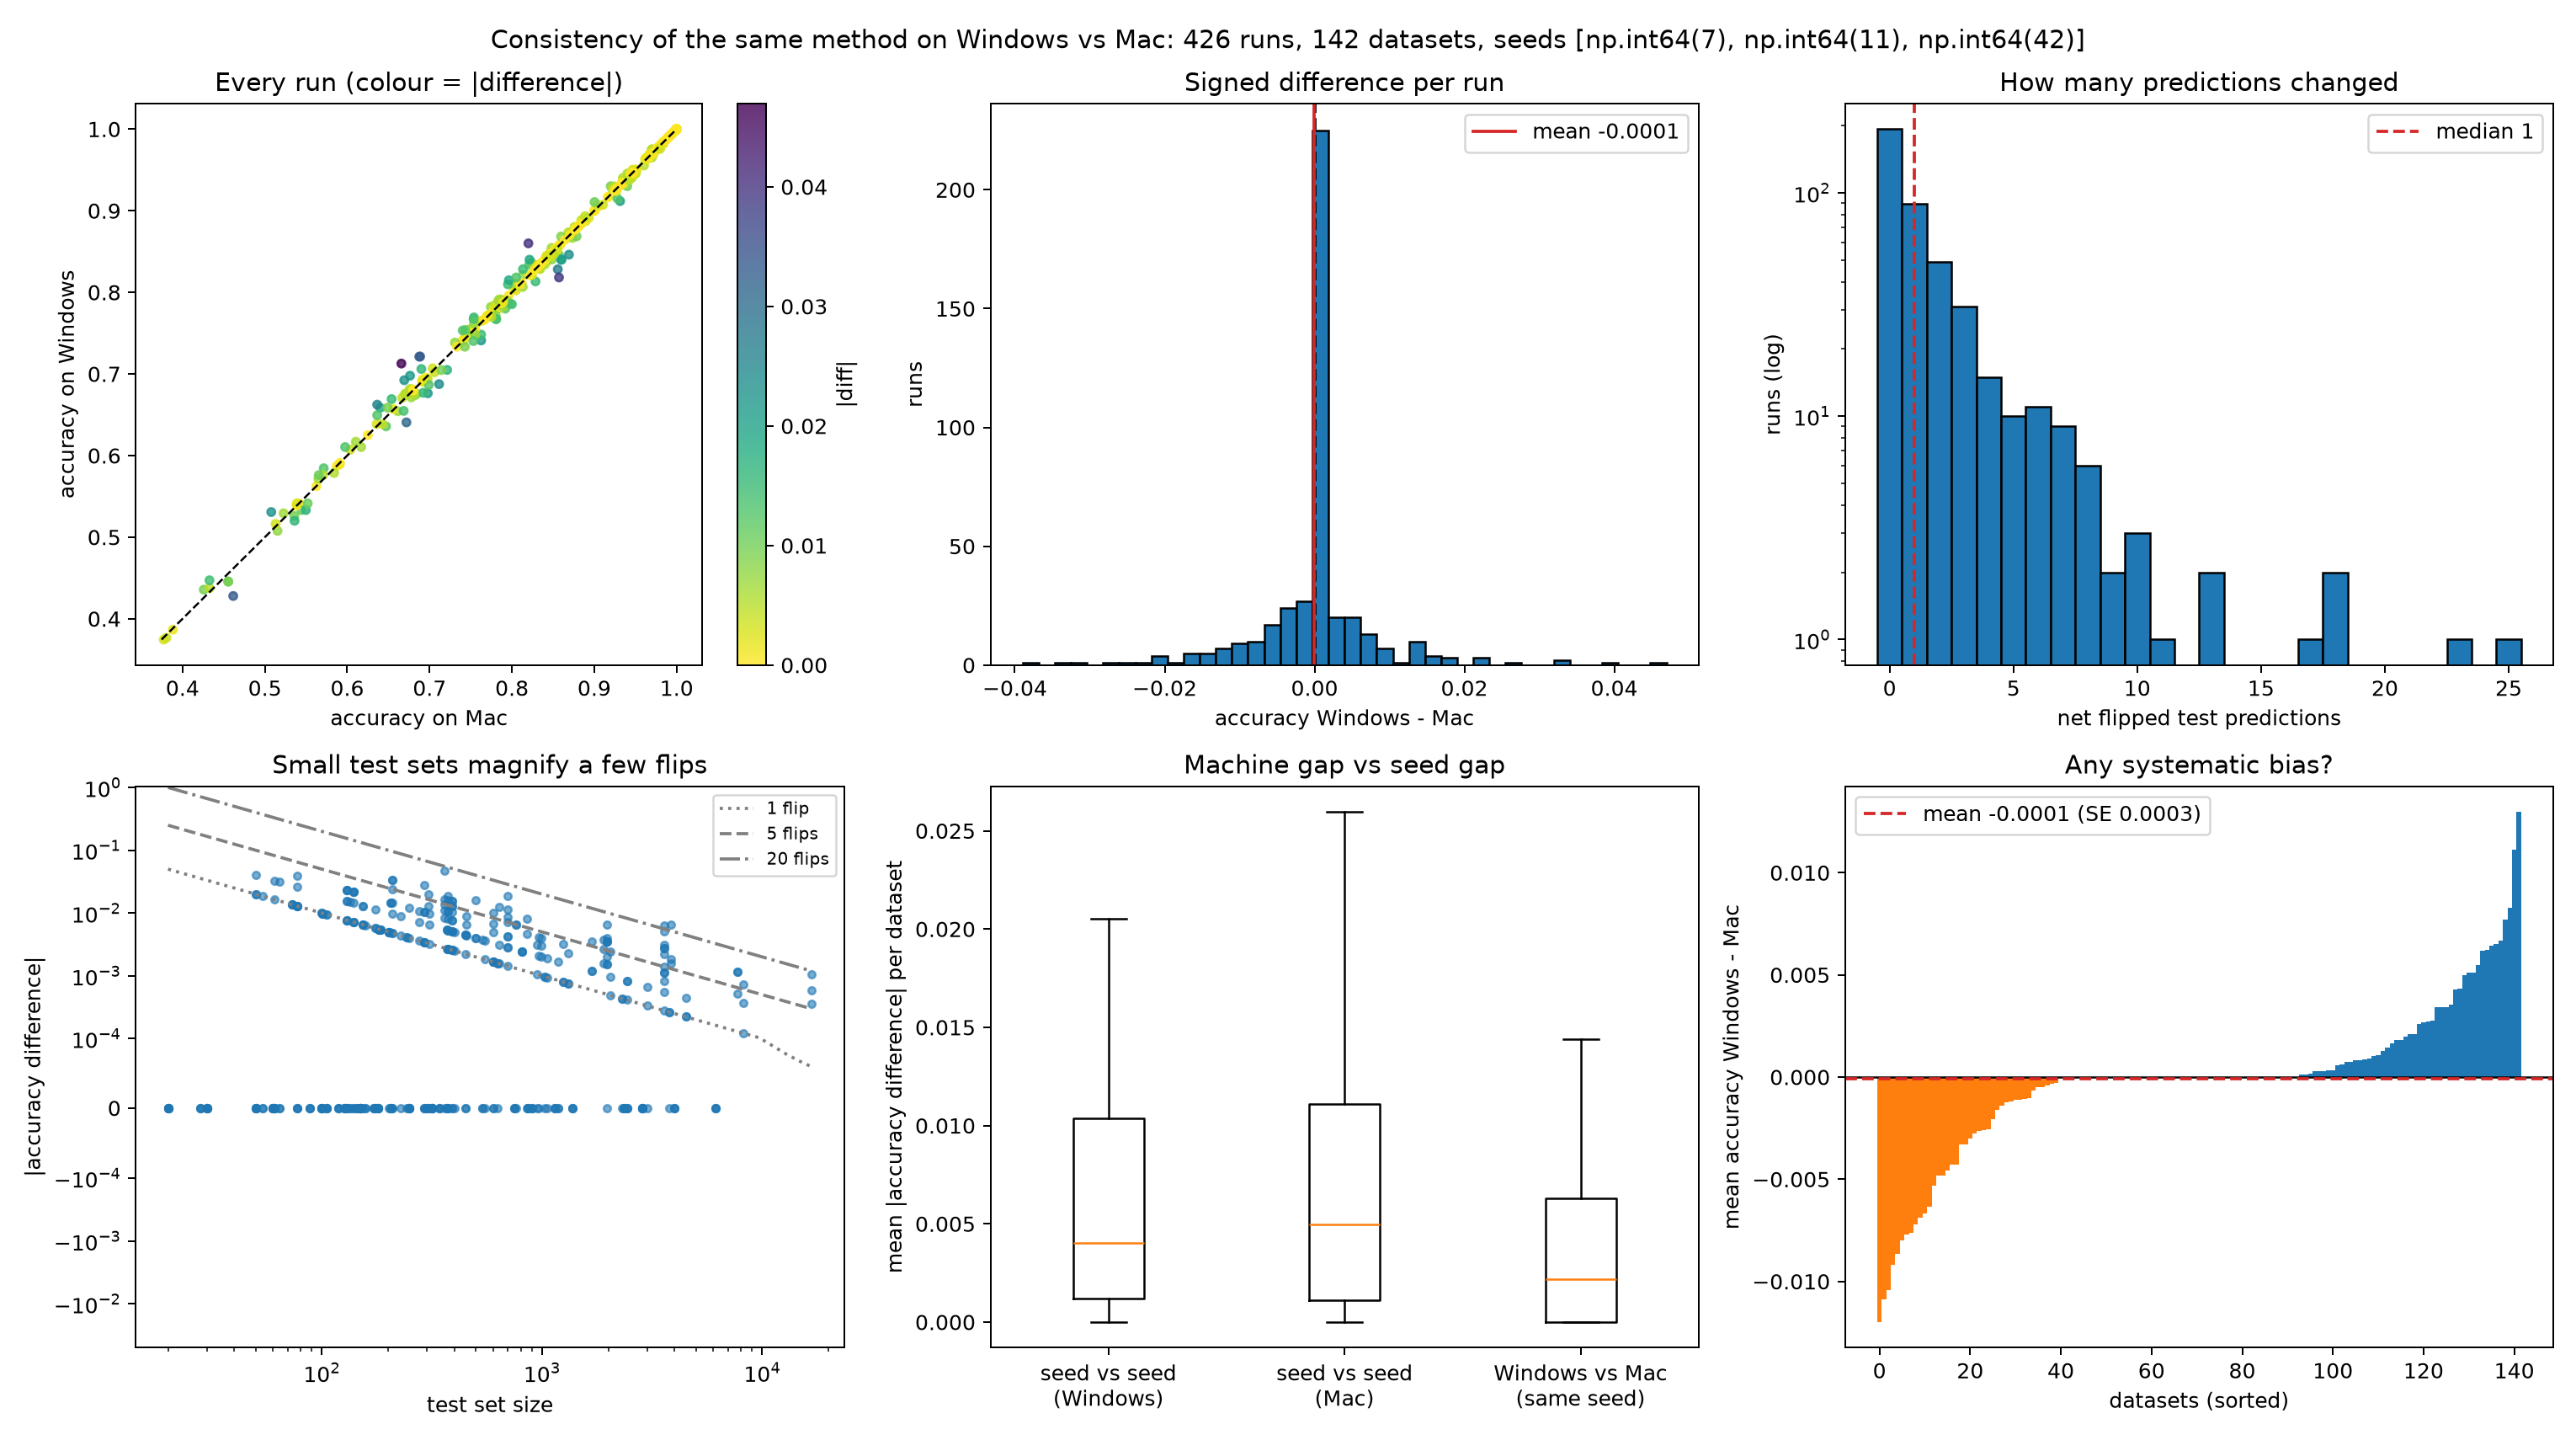 Consistency of the same method on Windows vs Mac: 426 runs, 142 datasets, seeds [np.int64(7), np.int64(11), np.int64(42)]
Every run (colour = |difference|)
accuracy on Windows
1.0
0.9
0.8
0.7
0.6
0.5
0.4
0.4 0.5 0.6 0.7 0.8 0.9 1.0
accuracy on Mac
0.04
0.03
0.02
0.01
0.00
|diff|
Signed difference per run
mean -0.0001
runs
200
150
100
50
0
−0.04 −0.02 0.00 0.02 0.04
accuracy Windows - Mac
How many predictions changed
median 1
runs (log)
10²
10¹
10⁰
0 5 10 15 20 25
net flipped test predictions
Small test sets magnify a few flips
1 flip
5 flips
20 flips
|accuracy difference|
10⁰
10⁻¹
10⁻²
10⁻³
10⁻⁴
0
−10⁻⁴
−10⁻³
−10⁻²
10² 10³ 10⁴
test set size
Machine gap vs seed gap
mean |accuracy difference| per dataset
0.025
0.020
0.015
0.010
0.005
0.000
seed vs seed
(Windows)
seed vs seed
(Mac)
Windows vs Mac
(same seed)
Any systematic bias?
mean -0.0001 (SE 0.0003)
mean accuracy Windows - Mac
0.010
0.005
0.000
−0.005
−0.010
0 20 40 60 80 100 120 140
datasets (sorted)